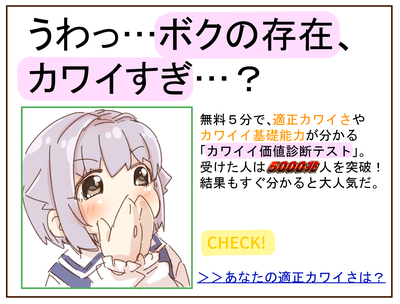 うわっ…ボクの存在、
カワイすぎ…？
無料５分で、適正カワイさや
カワイイ基礎能力が分かる
「カワイイ価値診断テスト」。
受けた人は5000兆人を突破！
結果もすぐ分かると大人気だ。
CHECK!
＞＞あなたの適正カワイさは？